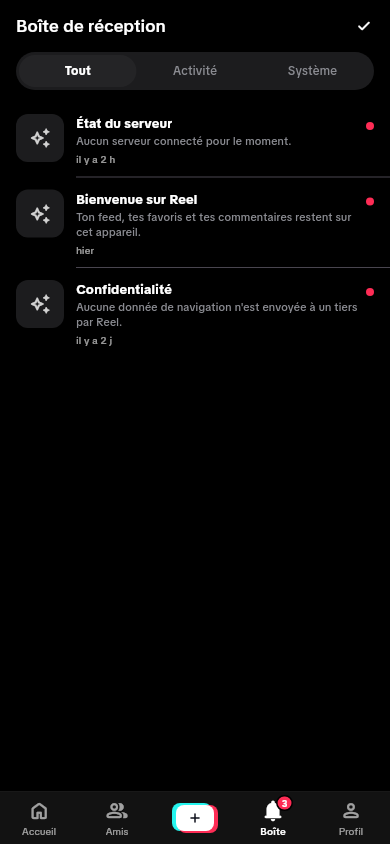 Boîte de réception
Tout
Activité
Système
État du serveur
Aucun serveur connecté pour le moment.
il y a 2 h
Bienvenue sur Reel
Ton feed, tes favoris et tes commentaires restent sur
cet appareil.
hier
Confidentialité
Aucune donnée de navigation n'est envoyée à un tiers
par Reel.
il y a 2 j
3
Accueil
Amis
Boîte
Profil